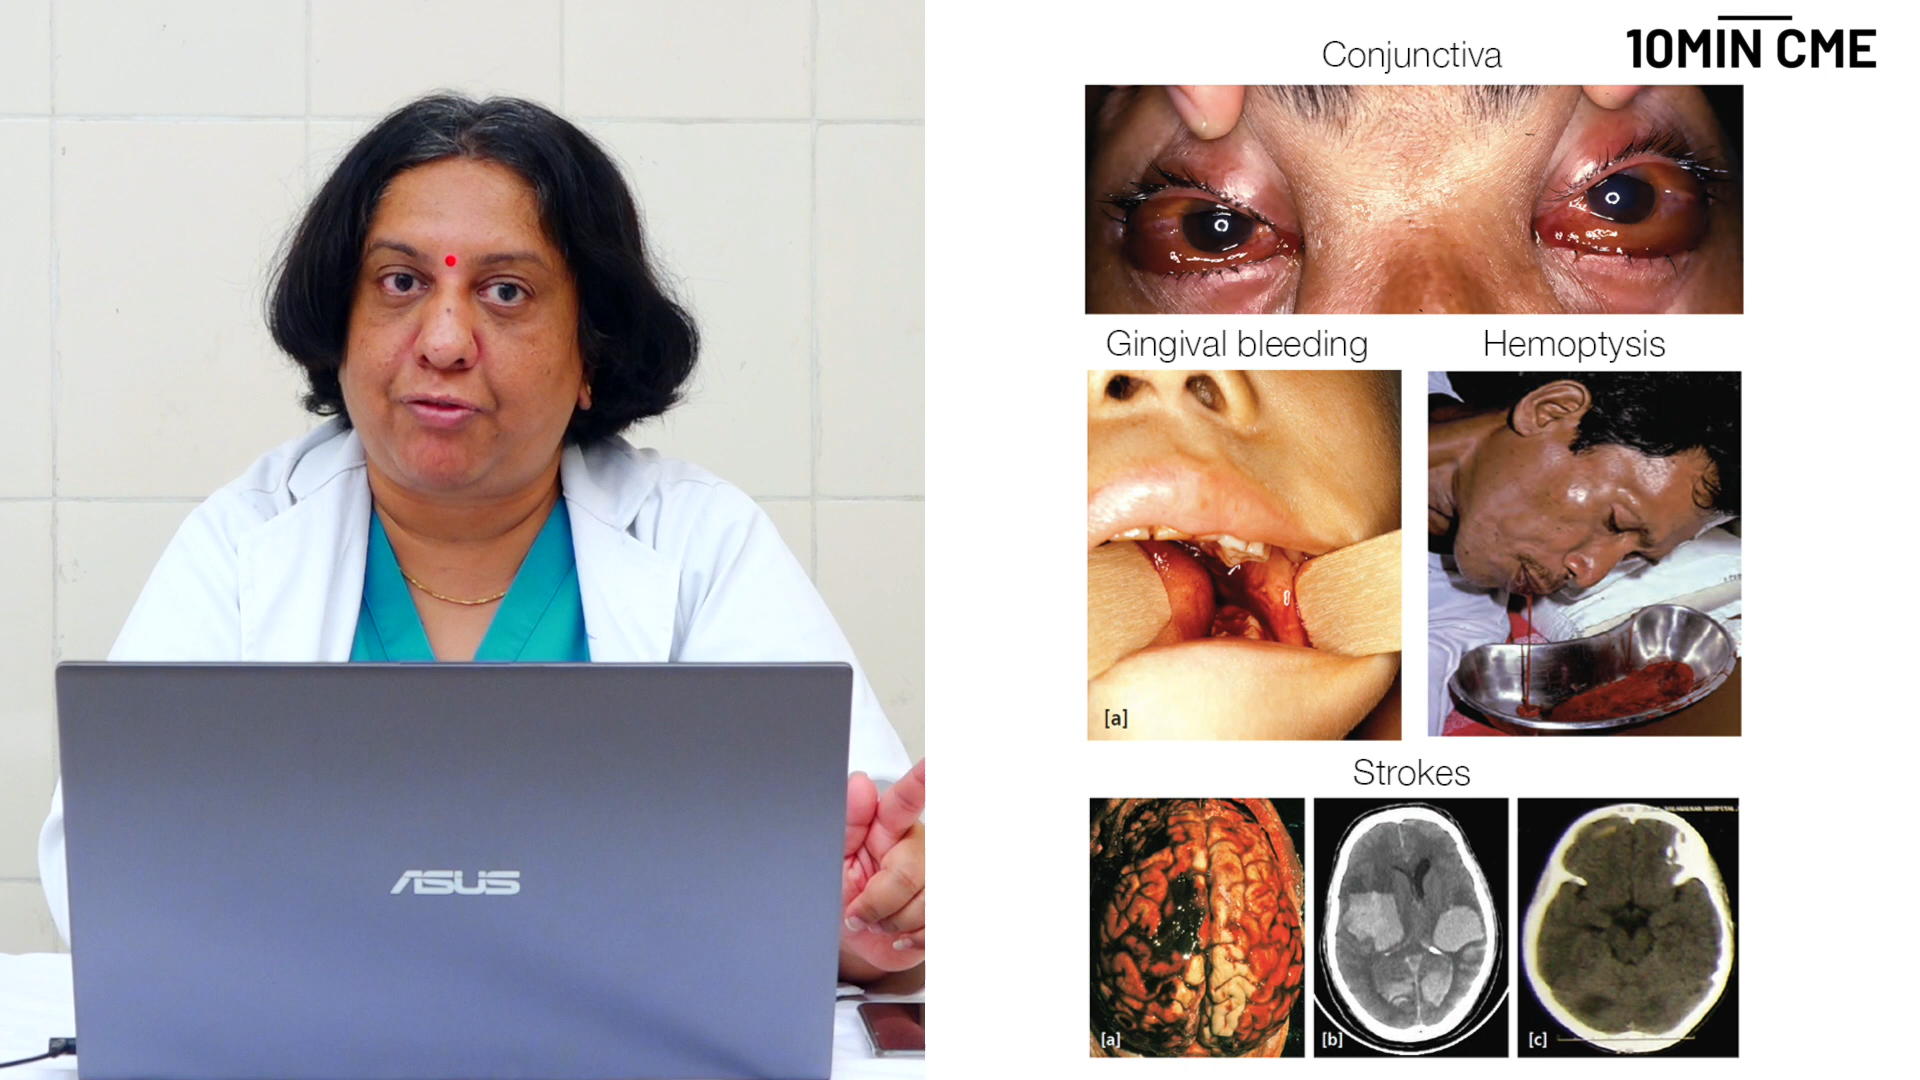 10MIN CME
Conjunctiva
Gingival bleeding
Hemoptysis
[a]
Strokes
[a]
[b]
[c]
ASUS